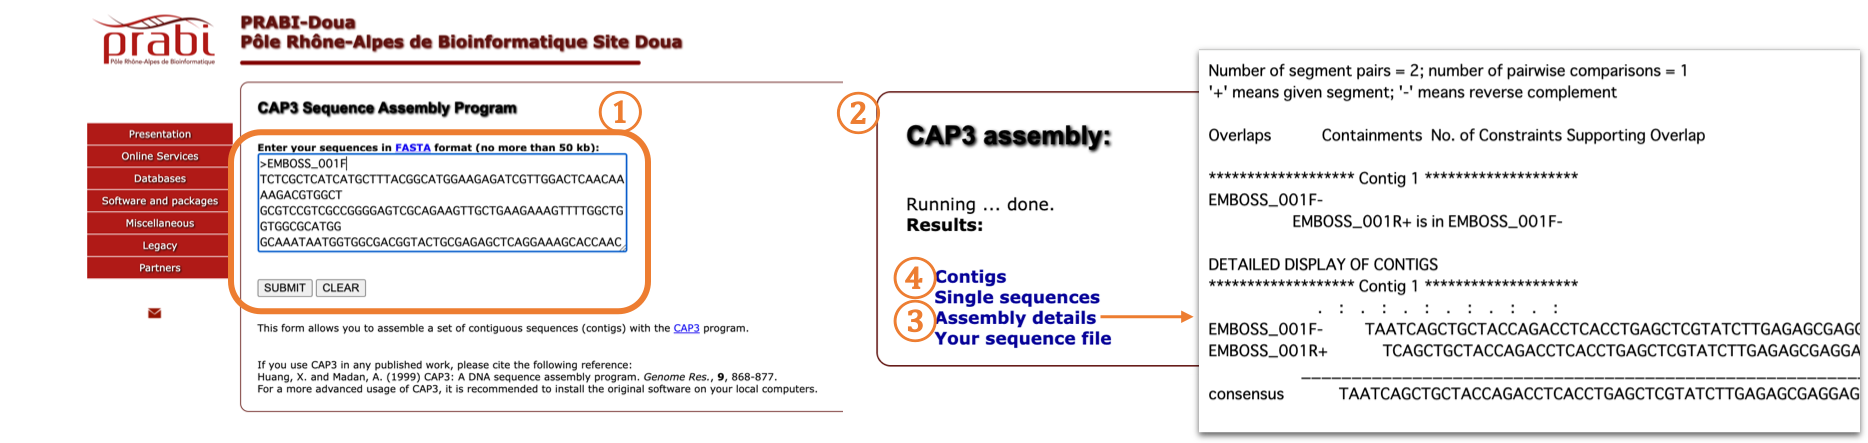 prabi
Pôle Rhône-Alpes de Bioinformatique
PRABI-Doua
Pôle Rhône-Alpes de Bioinformatique Site Doua
Presentation
Online Services
Databases
Software and packages
Miscellaneous
Legacy
Partners
CAP3 Sequence Assembly Program
1
Enter your sequences in FASTA format (no more than 50 kb):
>EMBOSS_001F
TCTCGCTCATCATGCTTTACGGCATGGAAGAGATCGTTGGACTCAACAA
AAGACGTGGCT
GCGTCCGTCGCCGGGGAGTCGCAGAAGTTGCTGAAGAAAGTTTTGGCTG
GTGGCGCATGG
GCAAATAATGGTGGCGACGGTACTGCGAGAGCTCAGGAAAGCACCAAC
SUBMIT CLEAR
This form allows you to assemble a set of contiguous sequences (contigs) with the CAP3 program.
If you use CAP3 in any published work, please cite the following reference:
Huang, X. and Madan, A. (1999) CAP3: A DNA sequence assembly program. Genome Res., 9, 868-877.
For a more advanced usage of CAP3, it is recommended to install the original software on your local computers.
2
CAP3 assembly:
Running ... done.
Results:
4 Contigs
Single sequences
3 Assembly details
Your sequence file
Number of segment pairs = 2; number of pairwise comparisons = 1
'+' means given segment; '-' means reverse complement
Overlaps Containments No. of Constraints Supporting Overlap
******************* Contig 1 ********************
EMBOSS_001F-
EMBOSS_001R+ is in EMBOSS_001F-
DETAILED DISPLAY OF CONTIGS
******************* Contig 1 ********************
. : . : . : . : . : . :
EMBOSS_001F- TAATCAGCTGCTACCAGACCTCACCTGAGCTCGTATCTTGAGAGCGAGG
EMBOSS_001R+ TCAGCTGCTACCAGACCTCACCTGAGCTCGTATCTTGAGAGCGAGGA
consensus TAATCAGCTGCTACCAGACCTCACCTGAGCTCGTATCTTGAGAGCGAGGAG